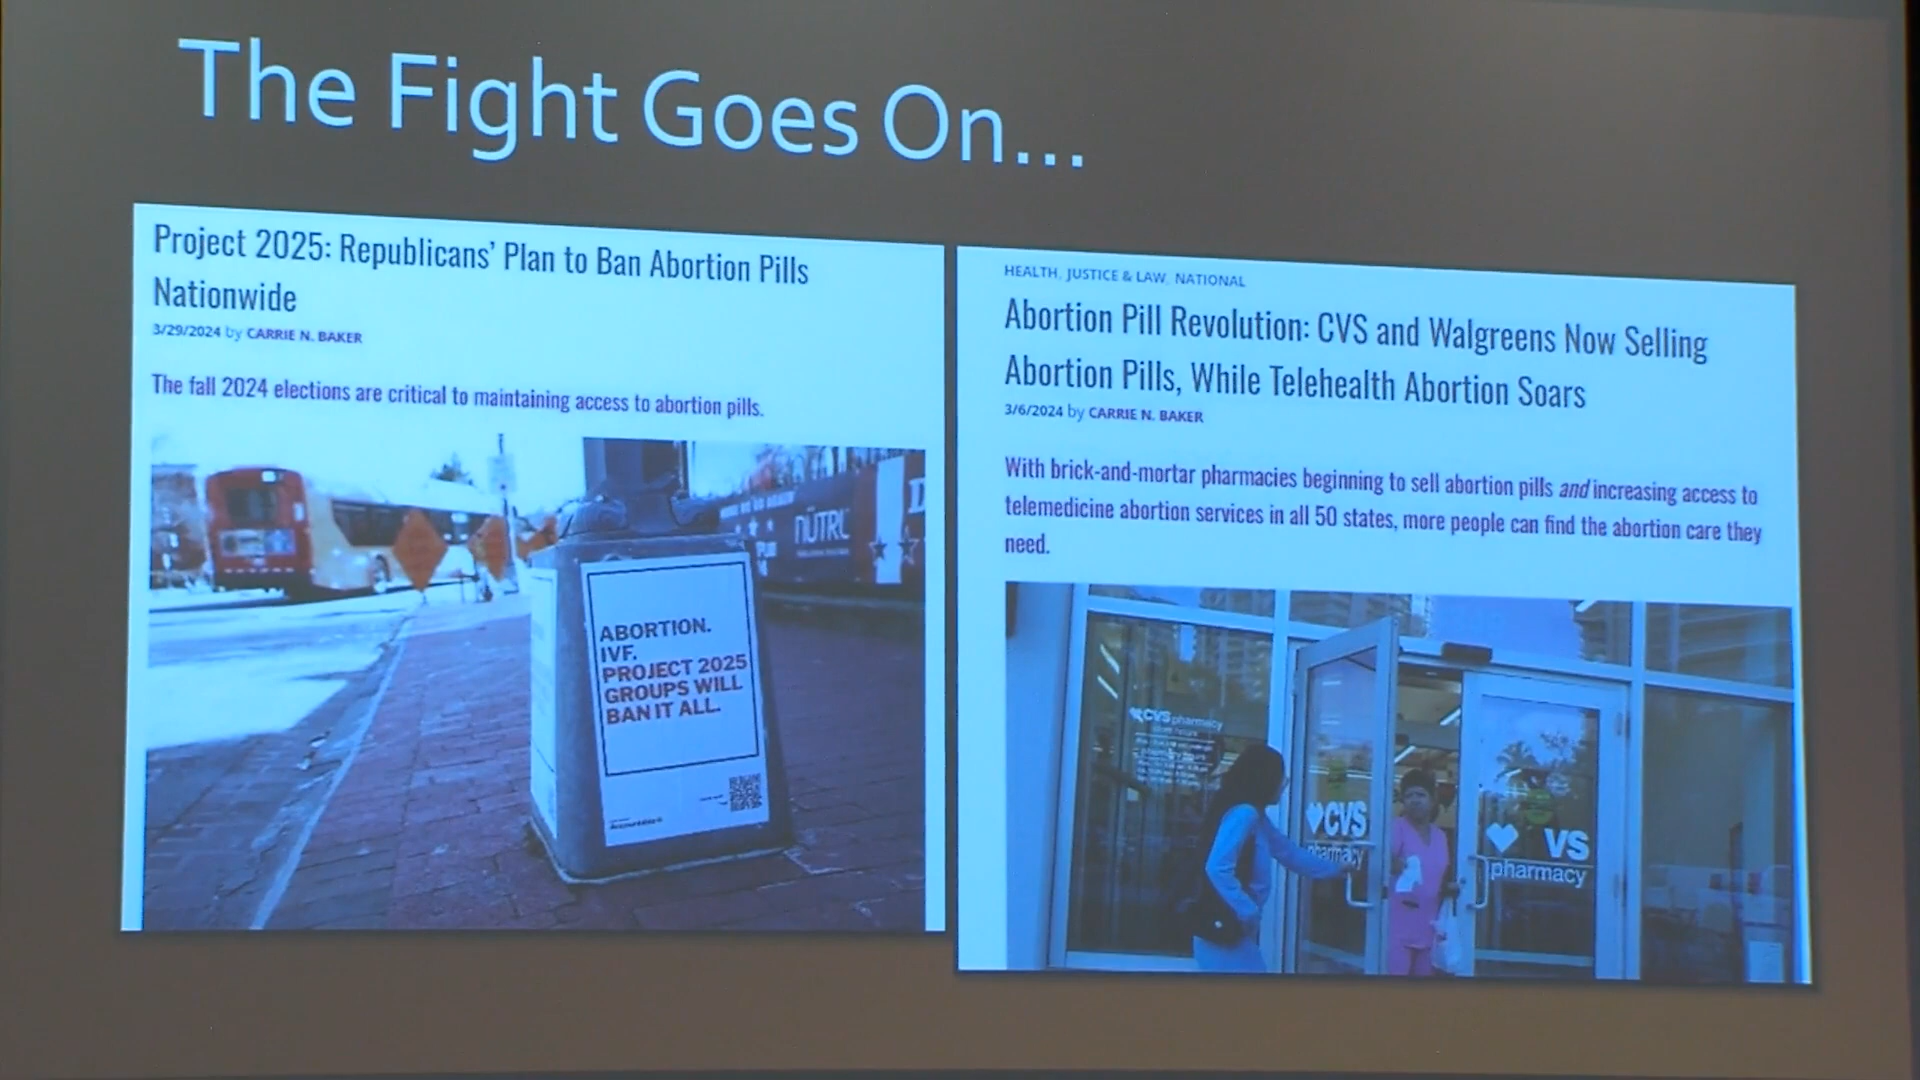 The Fight Goes On...
Project 2025: Republicans' Plan to Ban Abortion Pills
Nationwide
3/29/2024 by CARRIE N. BAKER
The fall 2024 elections are critical to maintaining access to abortion pills.
NÜTRL
ABORTION.
IVF.
PROJECT 2025
GROUPS WILL
BAN IT ALL.
HEALTH, JUSTICE & LAW, NATIONAL
Abortion Pill Revolution: CVS and Walgreens Now Selling
Abortion Pills, While Telehealth Abortion Soars
3/6/2024 by CARRIE N. BAKER
With brick-and-mortar pharmacies beginning to sell abortion pills and increasing access to
telemedicine abortion services in all 50 states, more people can find the abortion care they
need.
CVS pharmacy
CVS
pharmacy
VS
pharmacy